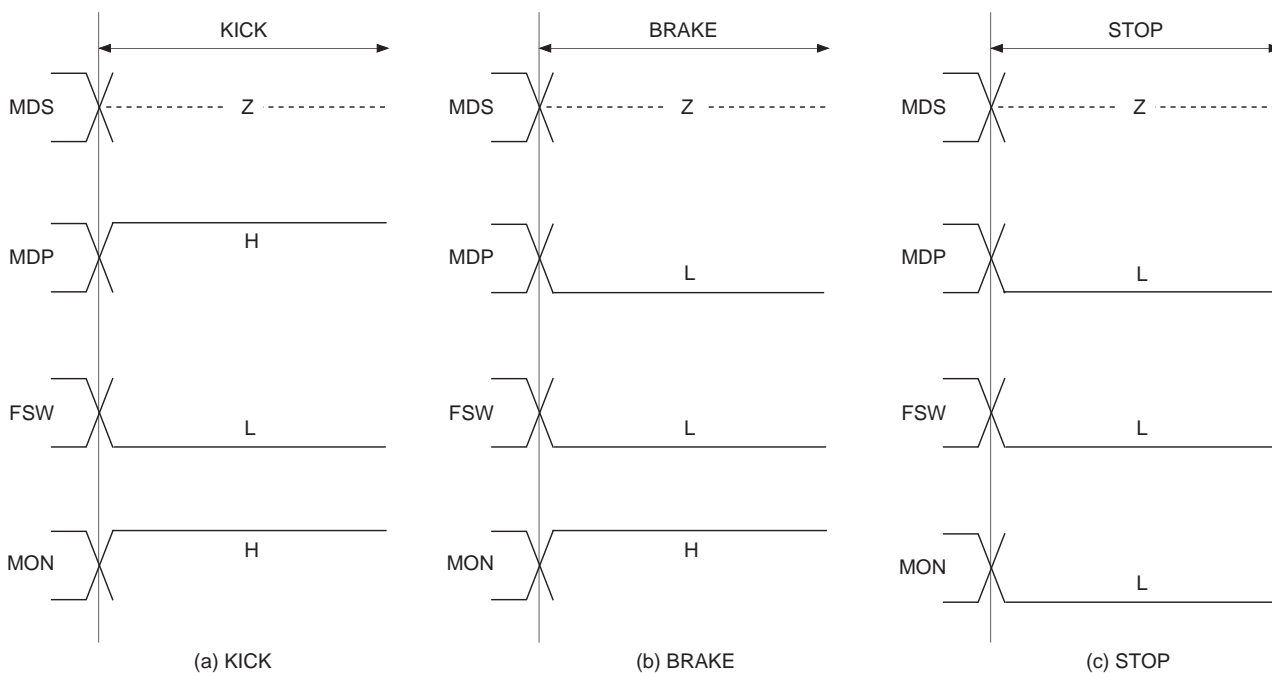 KICK
MDS
Z
MDP
H
FSW
L
MON
H
(a) KICK
BRAKE
MDS
Z
MDP
L
FSW
L
MON
H
(b) BRAKE
STOP
MDS
Z
MDP
L
FSW
L
MON
L
(c) STOP